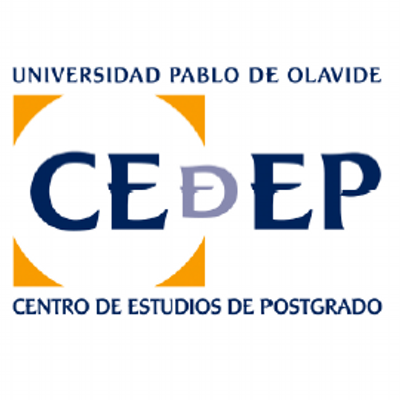 UNIVERSIDAD PABLO DE OLAVIDE
CEDEP
CENTRO DE ESTUDIOS DE POSTGRADO